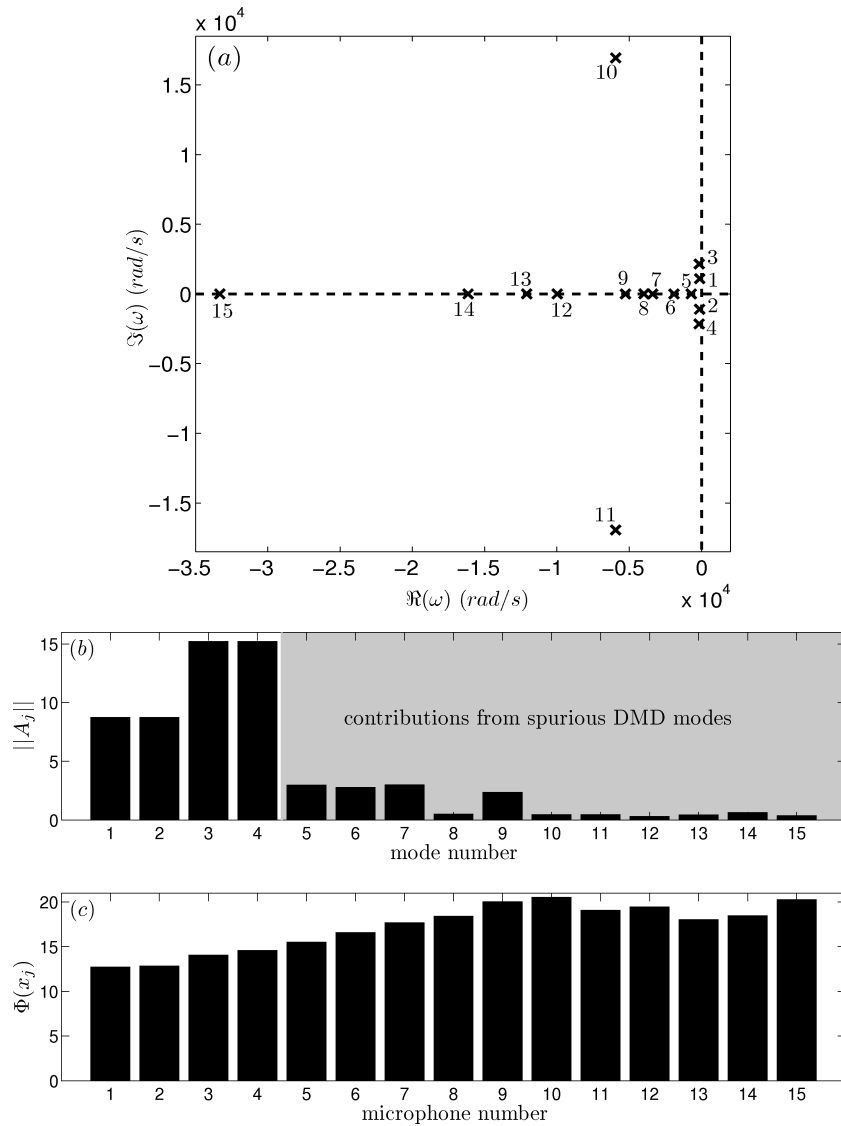 x 10⁴
(a)
10
1.5
1
0.5
3
13
9
7
5
1
0
15
14
12
8
6
2
4
−0.5
−1
11
−1.5
ℑ(ω) (rad/s)
−3.5 −3 −2.5 −2 −1.5 −1 −0.5 0
ℜ(ω) (rad/s)
x 10⁴
(b)
15
10
5
0
||A_j||
contributions from spurious DMD modes
1 2 3 4 5 6 7 8 9 10 11 12 13 14 15
mode number
(c)
20
15
10
5
0
Φ(x_j)
1 2 3 4 5 6 7 8 9 10 11 12 13 14 15
microphone number